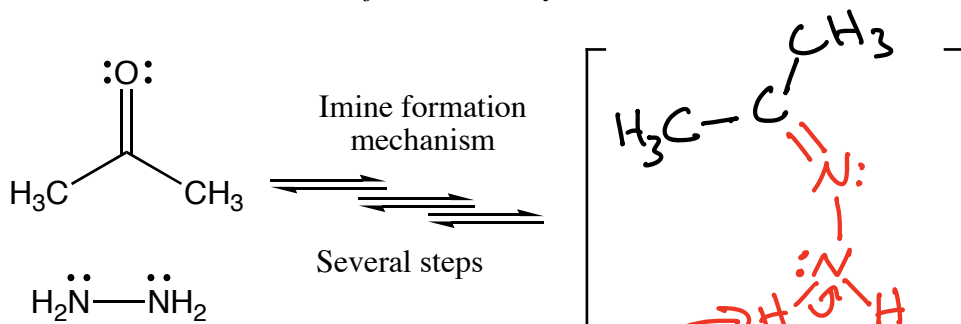 :O:
H3C CH3
Imine formation
mechanism
Several steps
H2N NH2
CH3
H3C C
N:
:N
H H